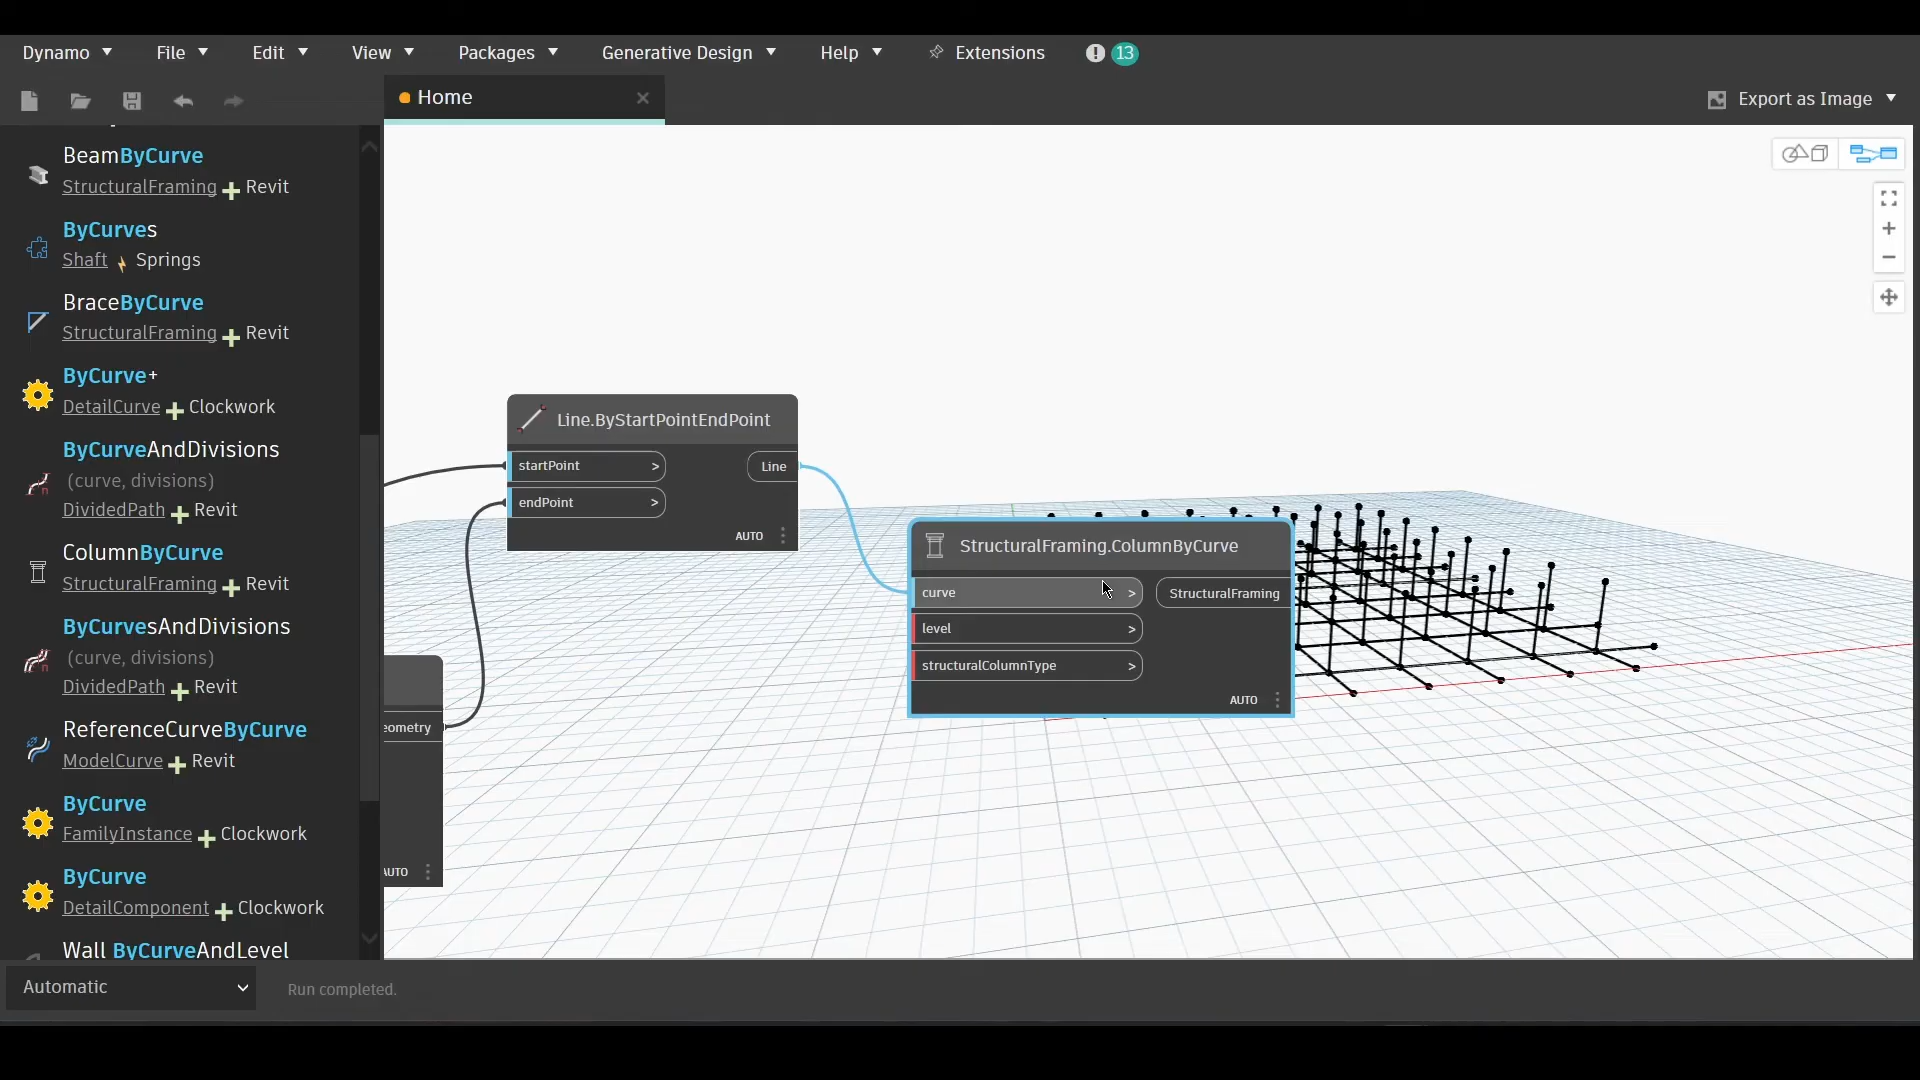 Dynamo File Edit View Packages Generative Design Help Extensions ! 13
Home
Export as Image
BeamByCurve
StructuralFraming Revit
ByCurves
Shaft Springs
BraceByCurve
StructuralFraming Revit
ByCurve+
DetailCurve Clockwork
ByCurveAndDivisions
(curve, divisions)
DividedPath Revit
ColumnByCurve
StructuralFraming Revit
ByCurvesAndDivisions
(curve, divisions)
DividedPath Revit
ReferenceCurveByCurve
ModelCurve Revit
ByCurve
FamilyInstance Clockwork
ByCurve
DetailComponent Clockwork
Wall ByCurveAndLevel
Line.ByStartPointEndPoint
startPoint > Line
endPoint >
AUTO
eometry
AUTO
StructuralFraming.ColumnByCurve
curve > StructuralFraming
level >
structuralColumnType >
AUTO
Automatic
Run completed.